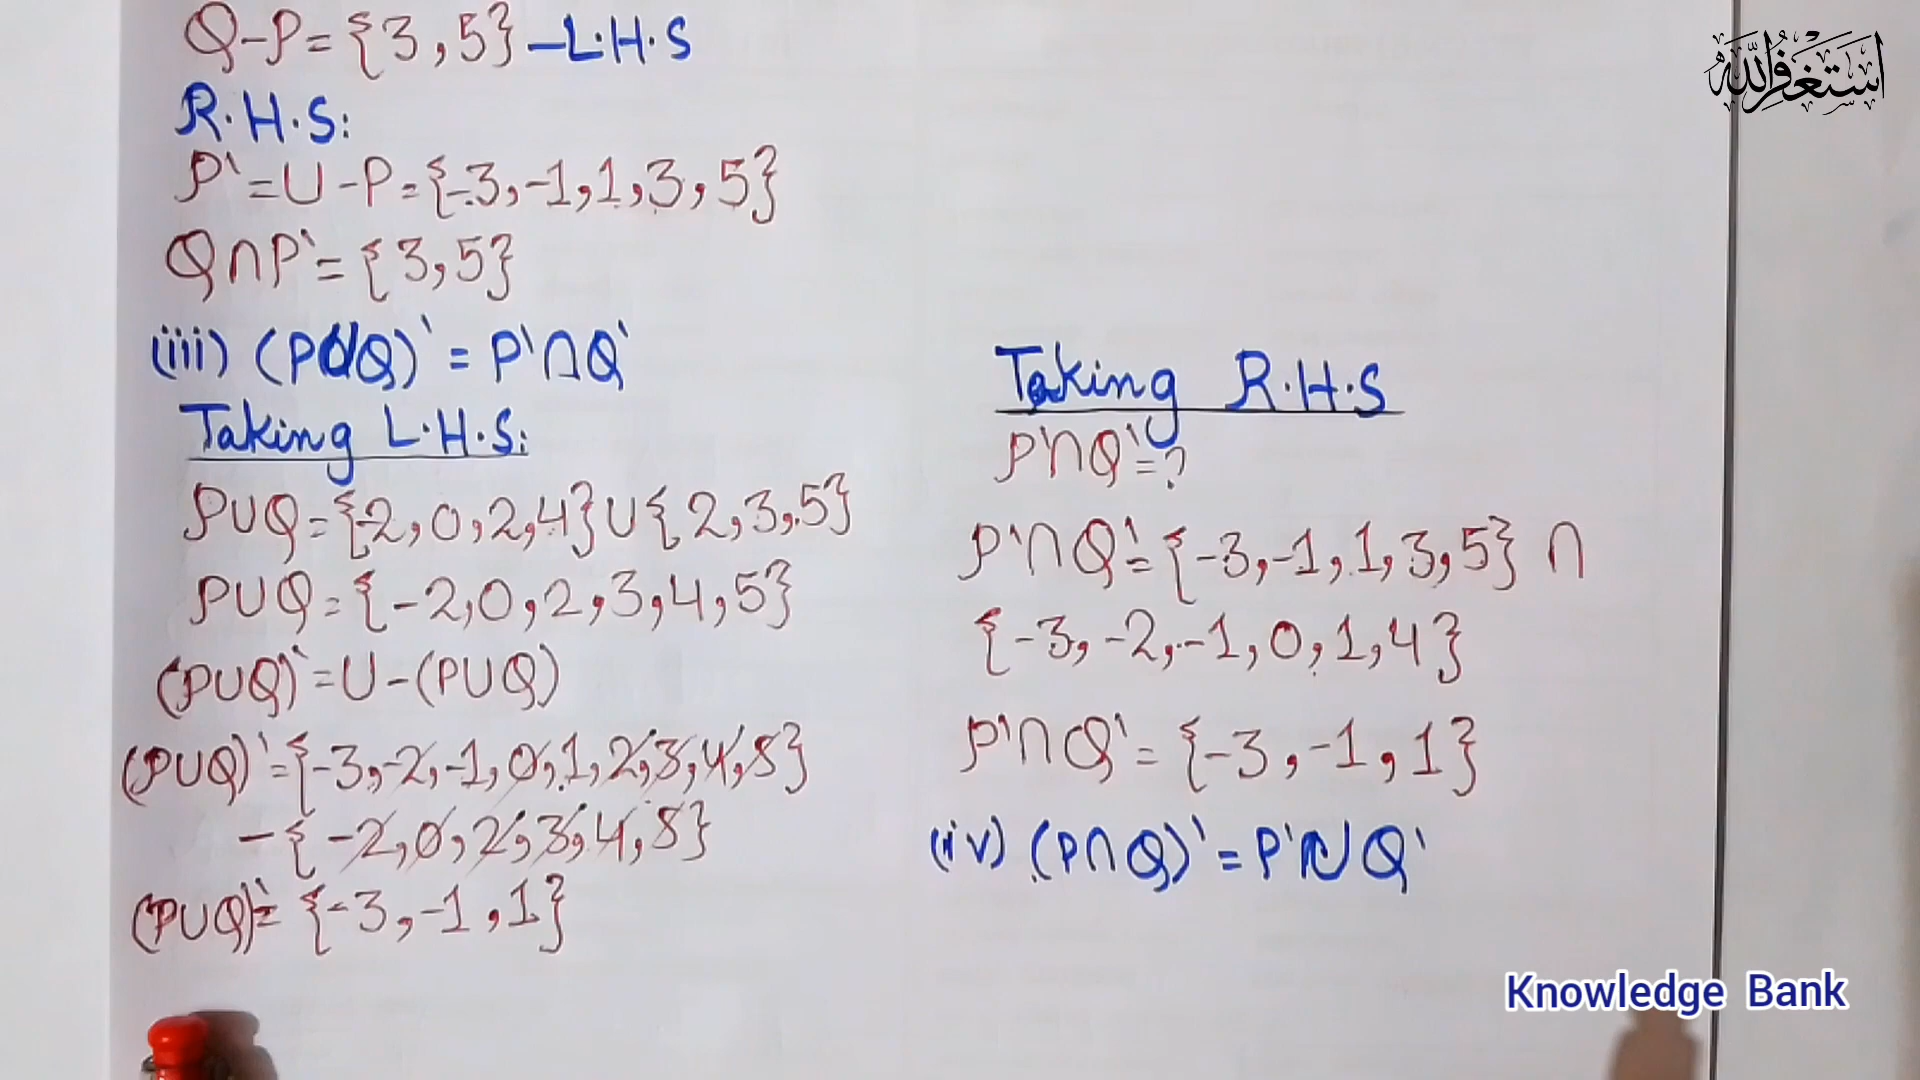 Q-P = {3, 5} - L.H.S
R.H.S:
P' = U - P = {-3, -1, 1, 3, 5}
Q∩P' = {3, 5}
(iii) (P∪Q)' = P'∩Q'
Taking L.H.S:
P∪Q = {-2, 0, 2, 4} ∪ {2, 3, 5}
P∪Q = {-2, 0, 2, 3, 4, 5}
(P∪Q)' = U - (P∪Q)
(P∪Q)' = {-3, -2, -1, 0, 1, 2, 3, 4, 5}
- {-2, 0, 2, 3, 4, 5}
(P∪Q)' = {-3, -1, 1}
Taking R.H.S
P'∩Q' = ?
P'∩Q' = {-3, -1, 1, 3, 5} ∩
{-3, -2, -1, 0, 1, 4}
P'∩Q' = {-3, -1, 1}
(iv) (P∩Q)' = P'∪Q'
أستغفر الله
Knowledge Bank